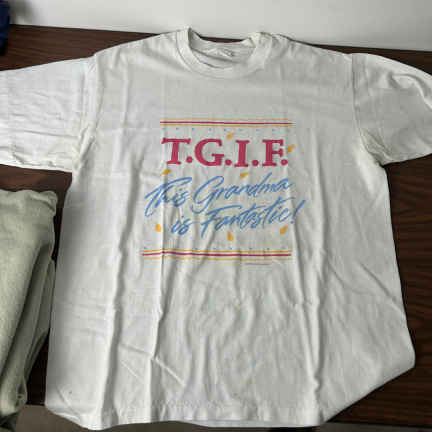 T.G.I.F.
This Grandma
is Fantastic!